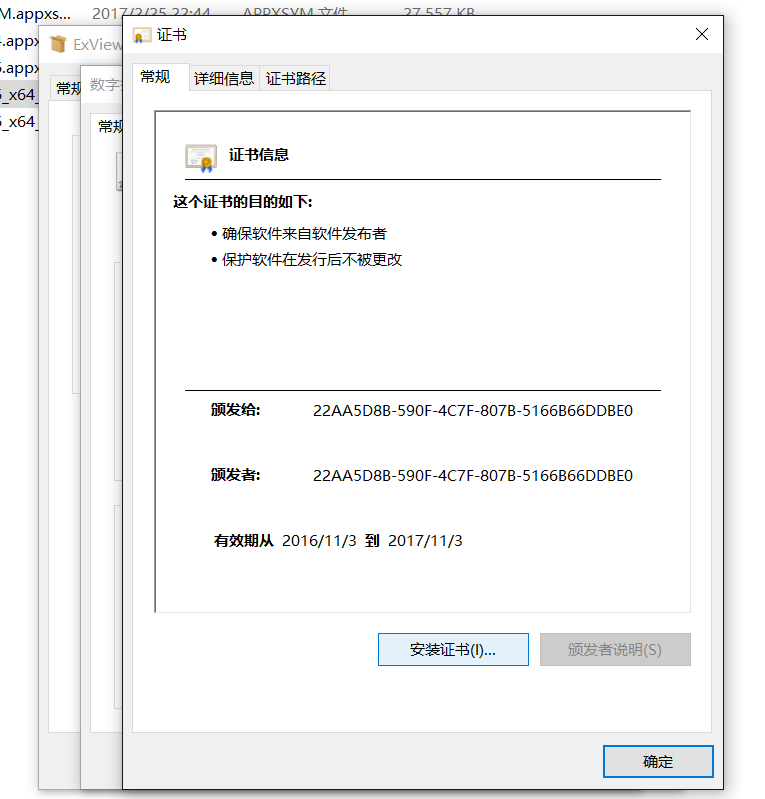 M.appxs... 2017/2/25 22:44 APPXSYM 文件 27,557 KB
.appx
ExView
证书
.appx
常规
数字
常规 详细信息 证书路径
_x64_
常规
_x64_
证书信息
这个证书的目的如下:
• 确保软件来自软件发布者
• 保护软件在发行后不被更改
颁发给: 22AA5D8B-590F-4C7F-807B-5166B66DDBE0
颁发者: 22AA5D8B-590F-4C7F-807B-5166B66DDBE0
有效期从 2016/11/3 到 2017/11/3
安装证书(I)... 颁发者说明(S)
确定